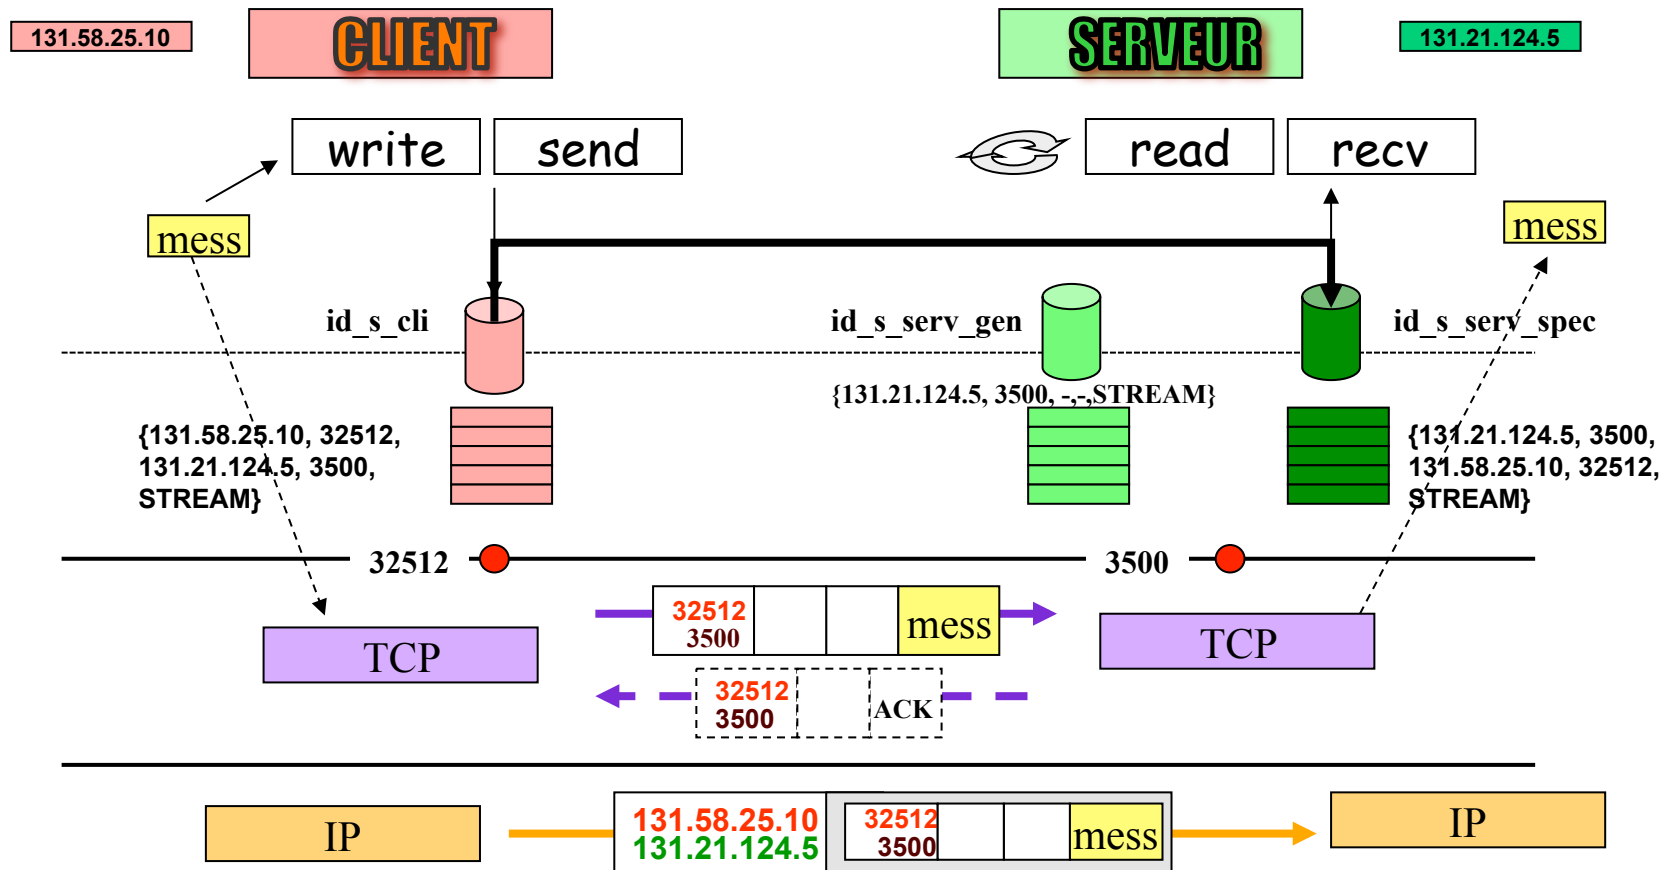 131.58.25.10
CLIENT
SERVEUR
131.21.124.5
write
send
read
recv
mess
mess
id_s_cli
id_s_serv_gen
id_s_serv_spec
{131.21.124.5, 3500, -,-,STREAM}
{131.58.25.10, 32512,
131.21.124.5, 3500,
STREAM}
{131.21.124.5, 3500,
131.58.25.10, 32512,
STREAM}
32512
3500
32512
3500
mess
TCP
TCP
32512
3500
ACK
IP
131.58.25.10
131.21.124.5
32512
3500
mess
IP